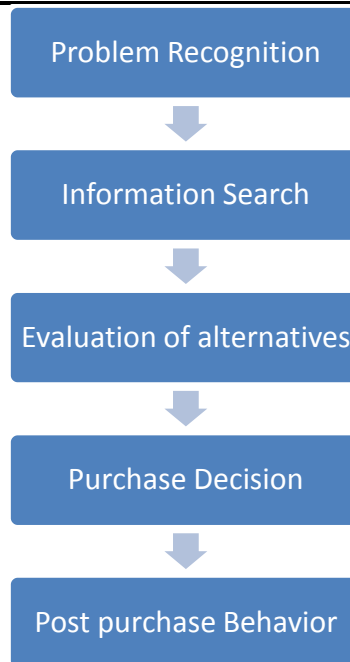 Problem Recognition
Information Search
Evaluation of alternatives
Purchase Decision
Post purchase Behavior